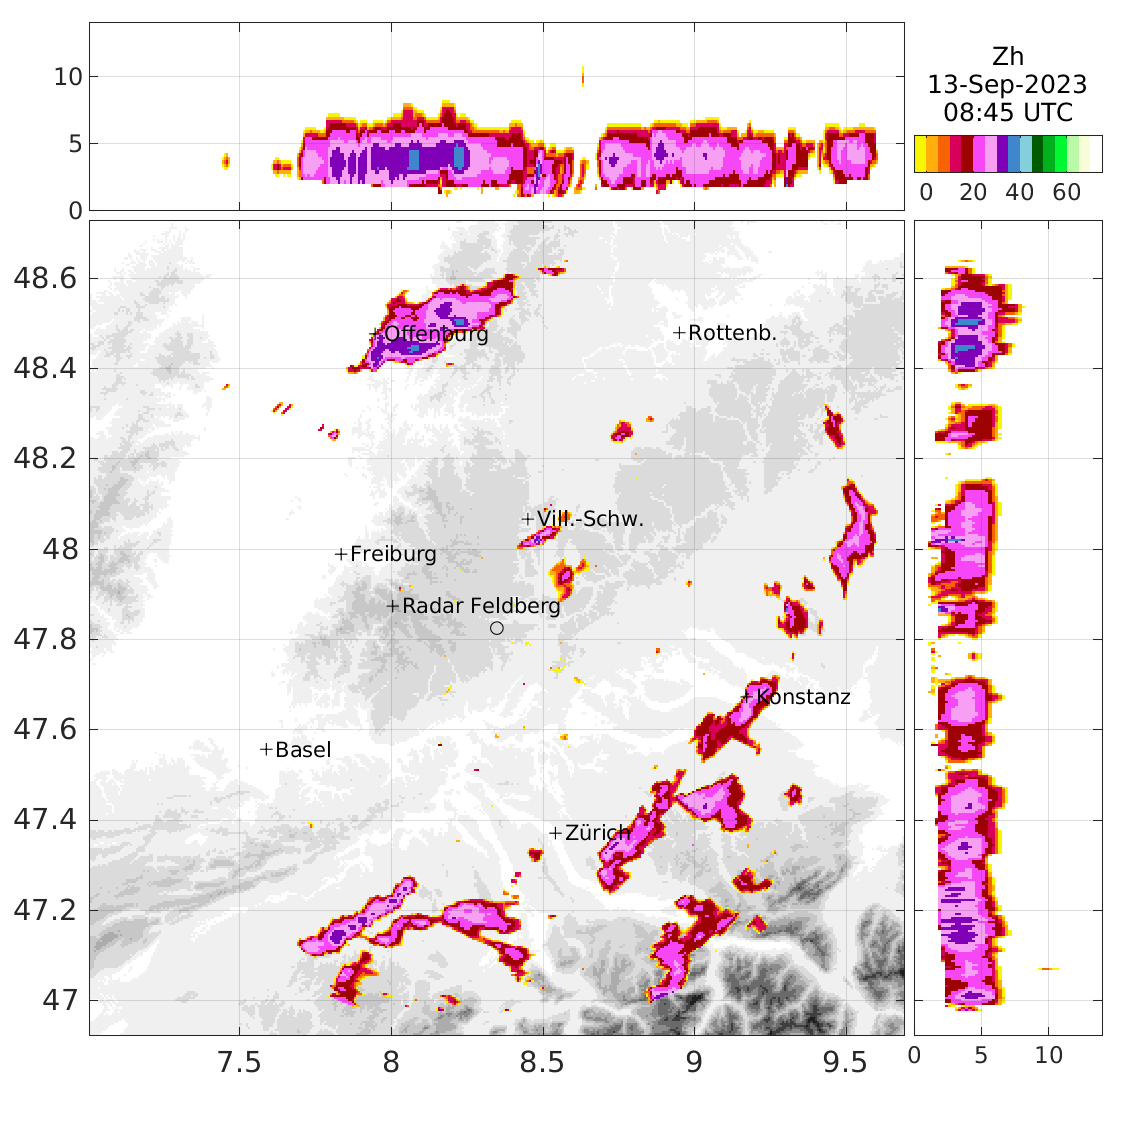 10
5
0
Zh
13-Sep-2023
08:45 UTC
0 20 40 60
48.6
48.4
48.2
48
47.8
47.6
47.4
47.2
47
+Offenburg
+Rottenb.
+Vill.-Schw.
+Freiburg
+Radar Feldberg
+Konstanz
+Basel
+Zürich
7.5 8 8.5 9 9.5
0 5 10